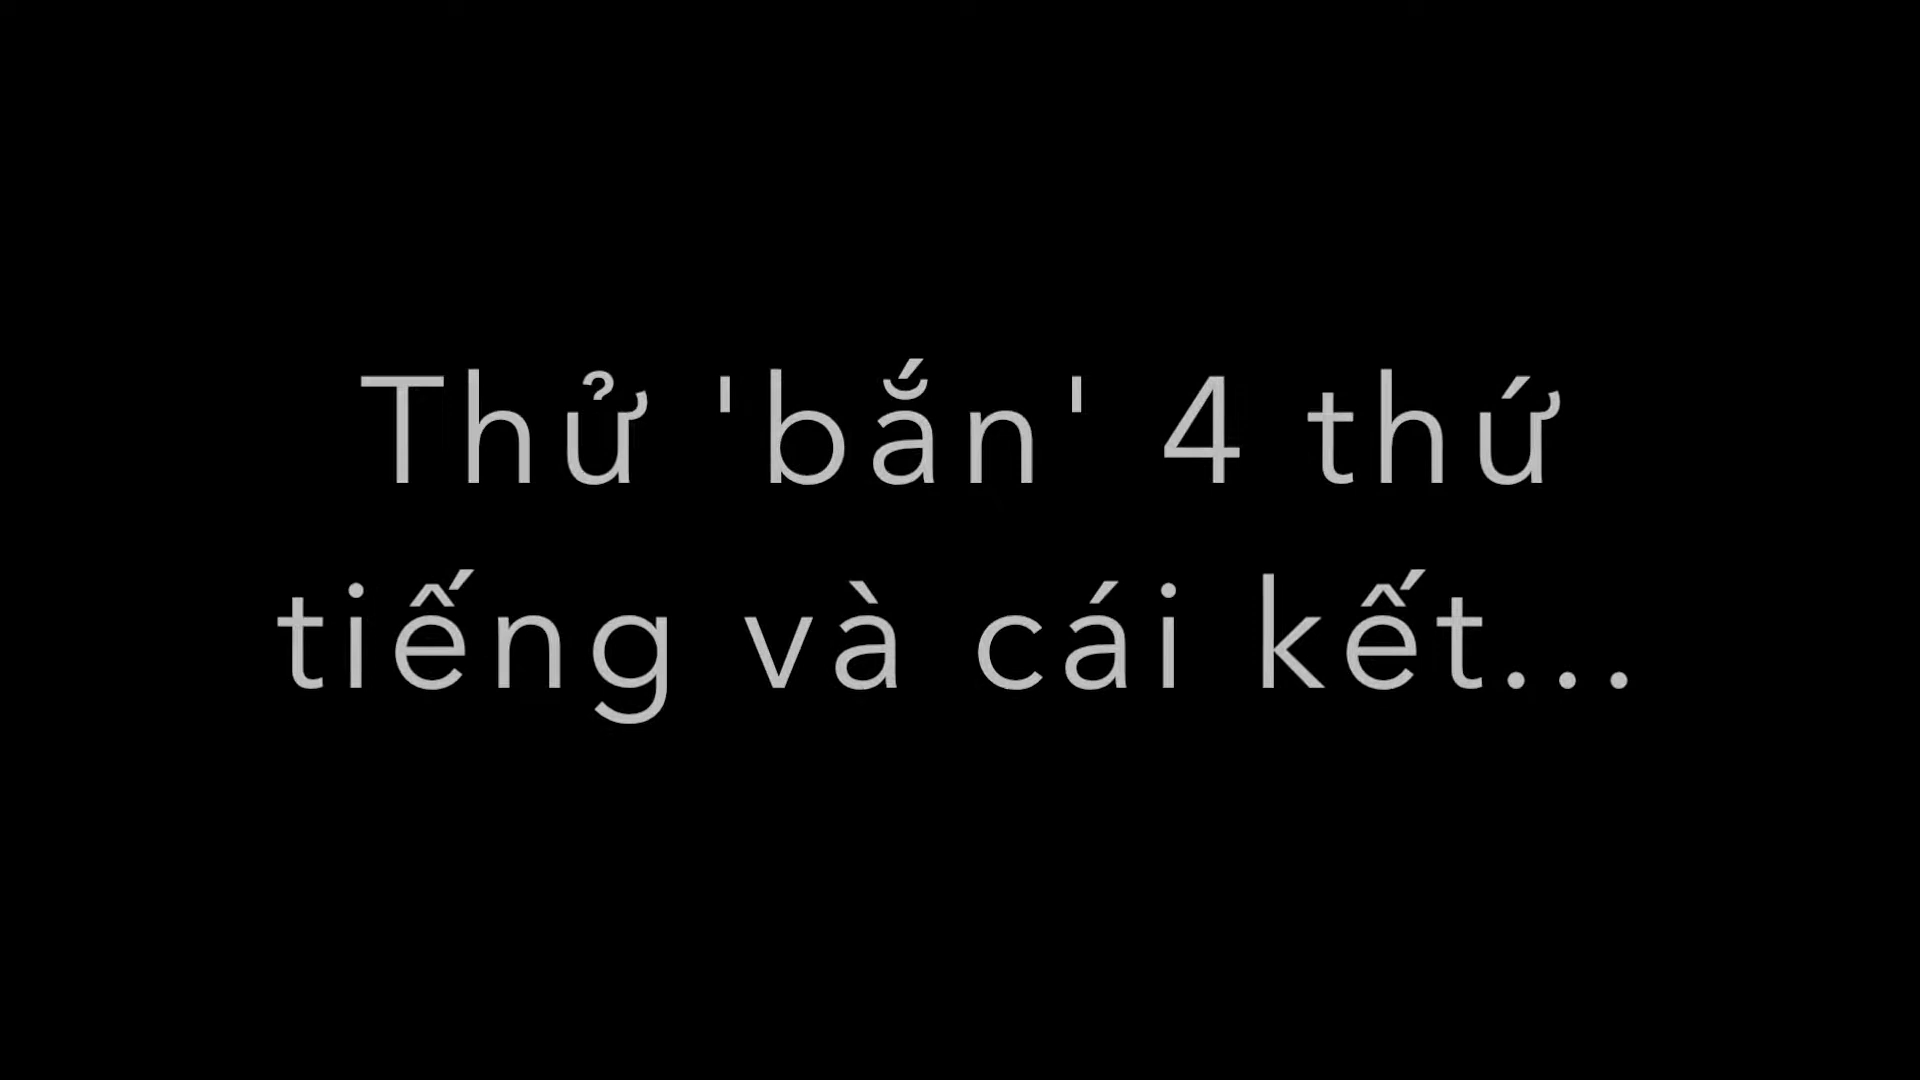 Thử 'bắn' 4 thứ
tiếng và cái kết...